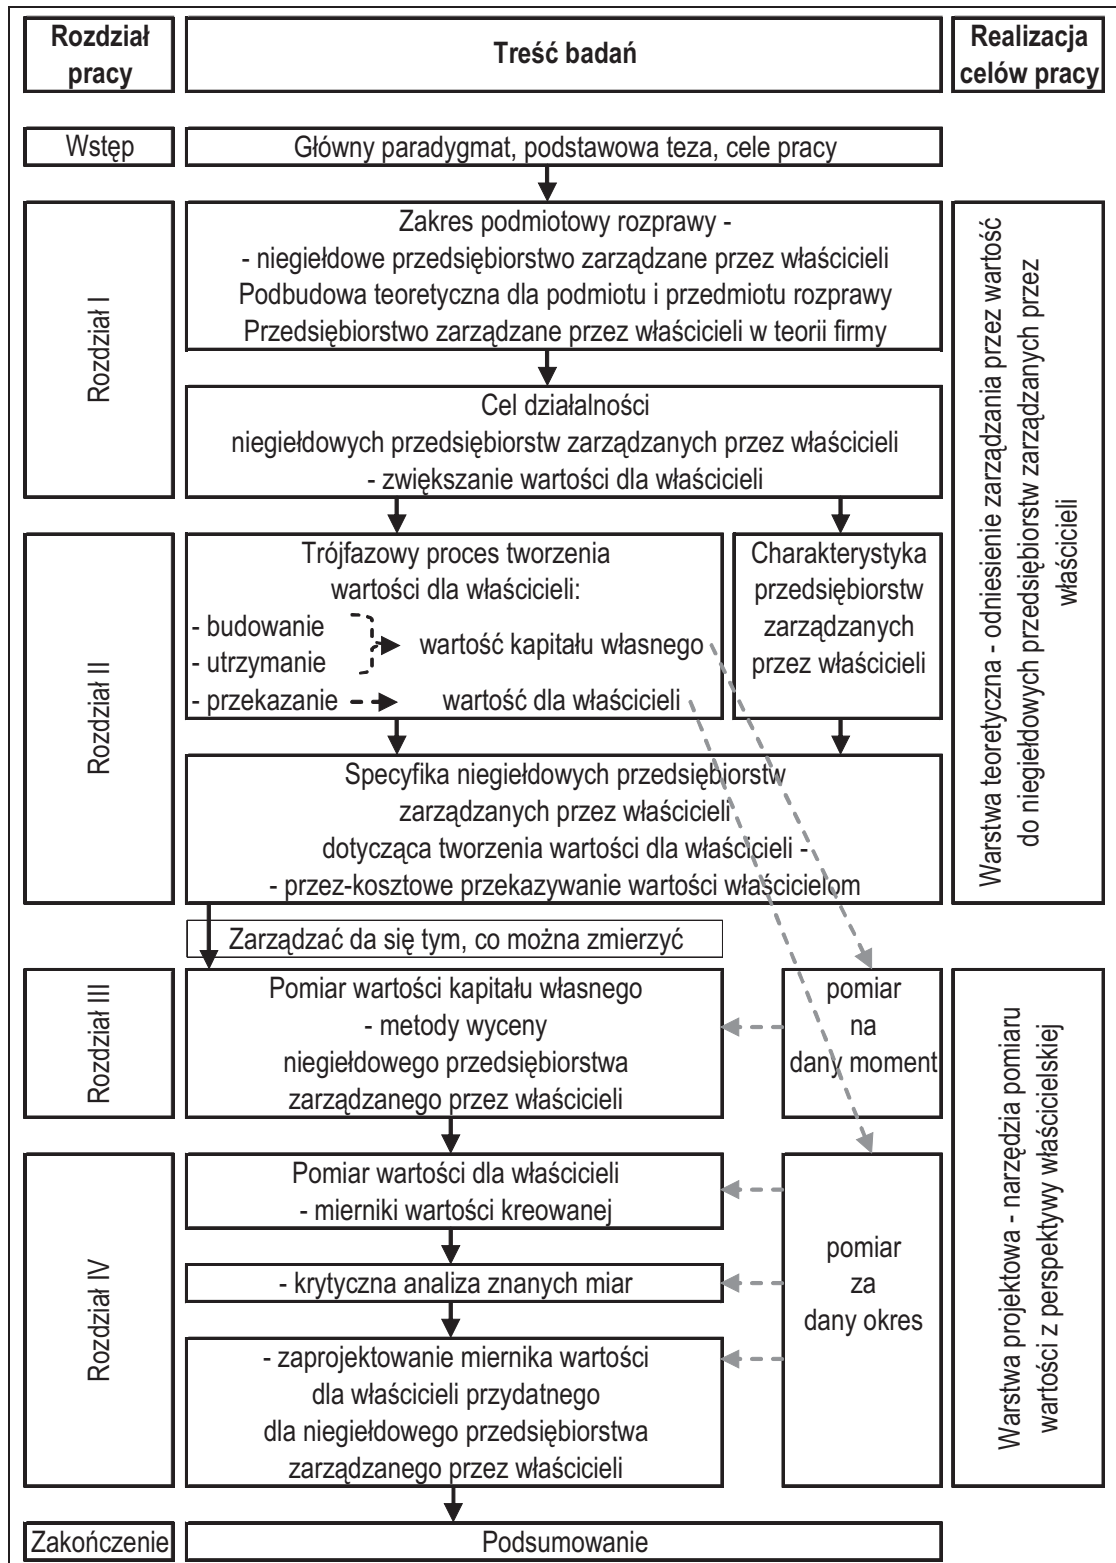 Rozdział
pracy
Treść badań
Realizacja
celów pracy
Wstęp
Główny paradygmat, podstawowa teza, cele pracy
Rozdział I
Zakres podmiotowy rozprawy -
- niegiełdowe przedsiębiorstwo zarządzane przez właścicieli
Podbudowa teoretyczna dla podmiotu i przedmiotu rozprawy
Przedsiębiorstwo zarządzane przez właścicieli w teorii firmy
Cel działalności
niegiełdowych przedsiębiorstw zarządzanych przez właścicieli
- zwiększanie wartości dla właścicieli
Warstwa teoretyczna - odniesienie zarządzania przez wartość
do niegiełdowych przedsiębiorstw zarządzanych przez
właścicieli
Rozdział II
Trójfazowy proces tworzenia
wartości dla właścicieli:
- budowanie
- utrzymanie
wartość kapitału własnego
- przekazanie
wartość dla właścicieli
Charakterystyka
przedsiębiorstw
zarządzanych
przez właścicieli
Specyfika niegiełdowych przedsiębiorstw
zarządzanych przez właścicieli
dotycząca tworzenia wartości dla właścicieli -
- przez-kosztowe przekazywanie wartości właścicielom
Zarządzać da się tym, co można zmierzyć
Rozdział III
Pomiar wartości kapitału własnego
- metody wyceny
niegiełdowego przedsiębiorstwa
zarządzanego przez właścicieli
pomiar
na
dany moment
Warstwa projektowa - narzędzia pomiaru
wartości z perspektywy właścicielskiej
Rozdział IV
Pomiar wartości dla właścicieli
- mierniki wartości kreowanej
- krytyczna analiza znanych miar
- zaprojektowanie miernika wartości
dla właścicieli przydatnego
dla niegiełdowego przedsiębiorstwa
zarządzanego przez właścicieli
pomiar
za
dany okres
Zakończenie
Podsumowanie